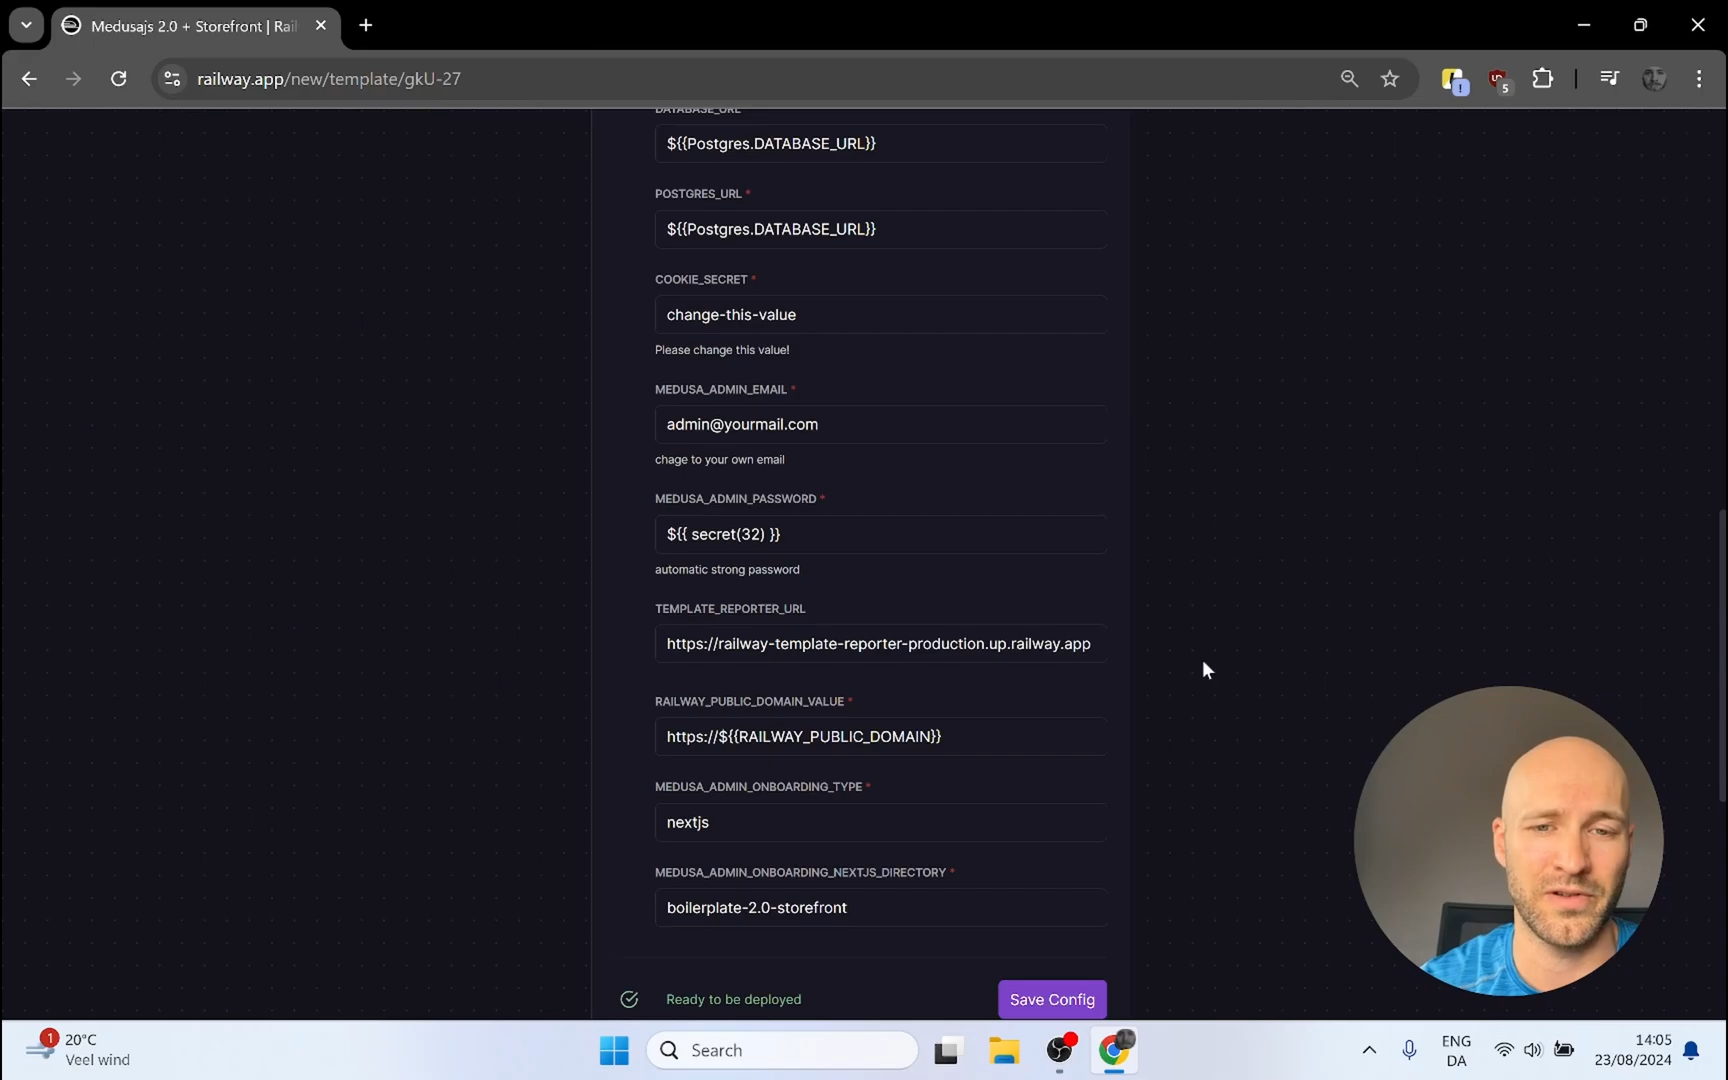 Medusajs 2.0 + Storefront | Rail
railway.app/new/template/gkU-27
!
5
DATABASE_URL
${{Postgres.DATABASE_URL}}
POSTGRES_URL *
${{Postgres.DATABASE_URL}}
COOKIE_SECRET *
change-this-value
Please change this value!
MEDUSA_ADMIN_EMAIL *
admin@yourmail.com
chage to your own email
MEDUSA_ADMIN_PASSWORD *
${{ secret(32) }}
automatic strong password
TEMPLATE_REPORTER_URL
https://railway-template-reporter-production.up.railway.app
RAILWAY_PUBLIC_DOMAIN_VALUE *
https://${{RAILWAY_PUBLIC_DOMAIN}}
MEDUSA_ADMIN_ONBOARDING_TYPE *
nextjs
MEDUSA_ADMIN_ONBOARDING_NEXTJS_DIRECTORY *
boilerplate-2.0-storefront
Ready to be deployed
Save Config
1
20°C
Veel wind
Search
ENG
DA
14:05
23/08/2024